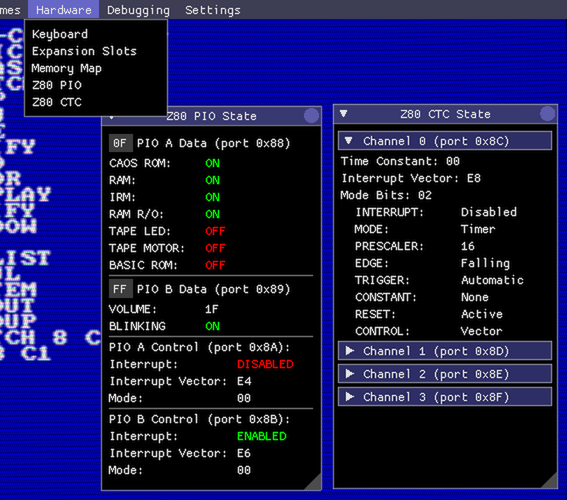 mes Hardware Debugging Settings
Keyboard
Expansion Slots
Memory Map
Z80 PIO
Z80 CTC
Z80 PIO State
0F PIO A Data (port 0x88)
CAOS ROM: ON
RAM: ON
IRM: ON
RAM R/O: ON
TAPE LED: OFF
TAPE MOTOR: OFF
BASIC ROM: OFF
FF PIO B Data (port 0x89)
VOLUME: 1F
BLINKING ON
PIO A Control (port 0x8A):
Interrupt: DISABLED
Interrupt Vector: E4
Mode: 00
PIO B Control (port 0x8B):
Interrupt: ENABLED
Interrupt Vector: E6
Mode: 00
Z80 CTC State
Channel 0 (port 0x8C)
Time Constant: 00
Interrupt Vector: E8
Mode Bits: 02
INTERRUPT: Disabled
MODE: Timer
PRESCALER: 16
EDGE: Falling
TRIGGER: Automatic
CONSTANT: None
RESET: Active
CONTROL: Vector
Channel 1 (port 0x8D)
Channel 2 (port 0x8E)
Channel 3 (port 0x8F)
FY
OR
PLAY
FY
DOW
LIST
UL
TEM
OUT
OUP
TCH 8 C
8 C1